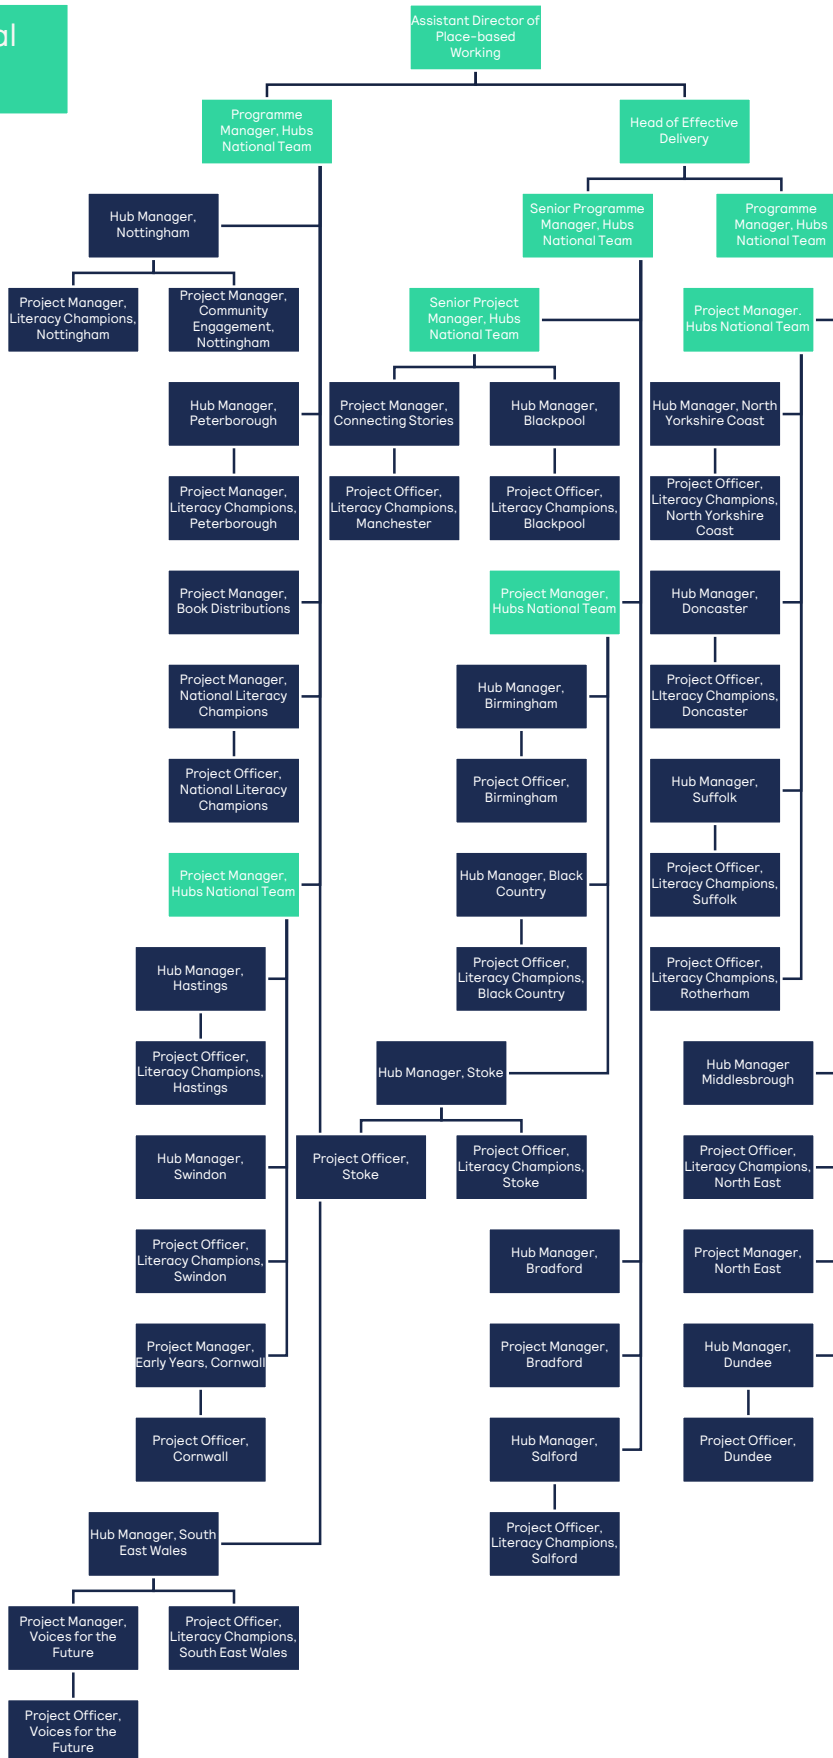 al
Assistant Director of
Place-based
Working
Programme
Manager, Hubs
National Team
Head of Effective
Delivery
Hub Manager,
Nottingham
Senior Programme
Manager, Hubs
National Team
Programme
Manager, Hubs
National Team
Project Manager,
Literacy Champions,
Nottingham
Project Manager,
Community
Engagement,
Nottingham
Senior Project
Manager, Hubs
National Team
Project Manager.
Hubs National Team
Hub Manager,
Peterborough
Project Manager,
Connecting Stories
Hub Manager,
Blackpool
Hub Manager, North
Yorkshire Coast
Project Manager,
Literacy Champions,
Peterborough
Project Officer,
Literacy Champions,
Manchester
Project Officer,
Literacy Champions,
Blackpool
Project Officer,
Literacy Champions,
North Yorkshire
Coast
Project Manager,
Book Distributions
Project Manager,
Hubs National Team
Hub Manager,
Doncaster
Project Manager,
National Literacy
Champions
Hub Manager,
Birmingham
Project Officer,
LIteracy Champions,
Doncaster
Project Officer,
National Literacy
Champions
Project Officer,
Birmingham
Hub Manager,
Suffolk
Project Manager,
Hubs National Team
Hub Manager, Black
Country
Project Officer,
Literacy Champions,
Suffolk
Hub Manager,
Hastings
Project Officer,
Literacy Champions,
Black Country
Project Officer,
Literacy Champions,
Rotherham
Project Officer,
Literacy Champions,
Hastings
Hub Manager, Stoke
Hub Manager
Middlesbrough
Hub Manager,
Swindon
Project Officer,
Stoke
Project Officer,
Literacy Champions,
Stoke
Project Officer,
Literacy Champions,
North East
Project Officer,
Literacy Champions,
Swindon
Hub Manager,
Bradford
Project Manager,
North East
Project Manager,
Early Years, Cornwall
Project Manager,
Bradford
Hub Manager,
Dundee
Project Officer,
Cornwall
Hub Manager,
Salford
Project Officer,
Dundee
Hub Manager, South
East Wales
Project Officer,
Literacy Champions,
Salford
Project Manager,
Voices for the
Future
Project Officer,
Literacy Champions,
South East Wales
Project Officer,
Voices for the
Future